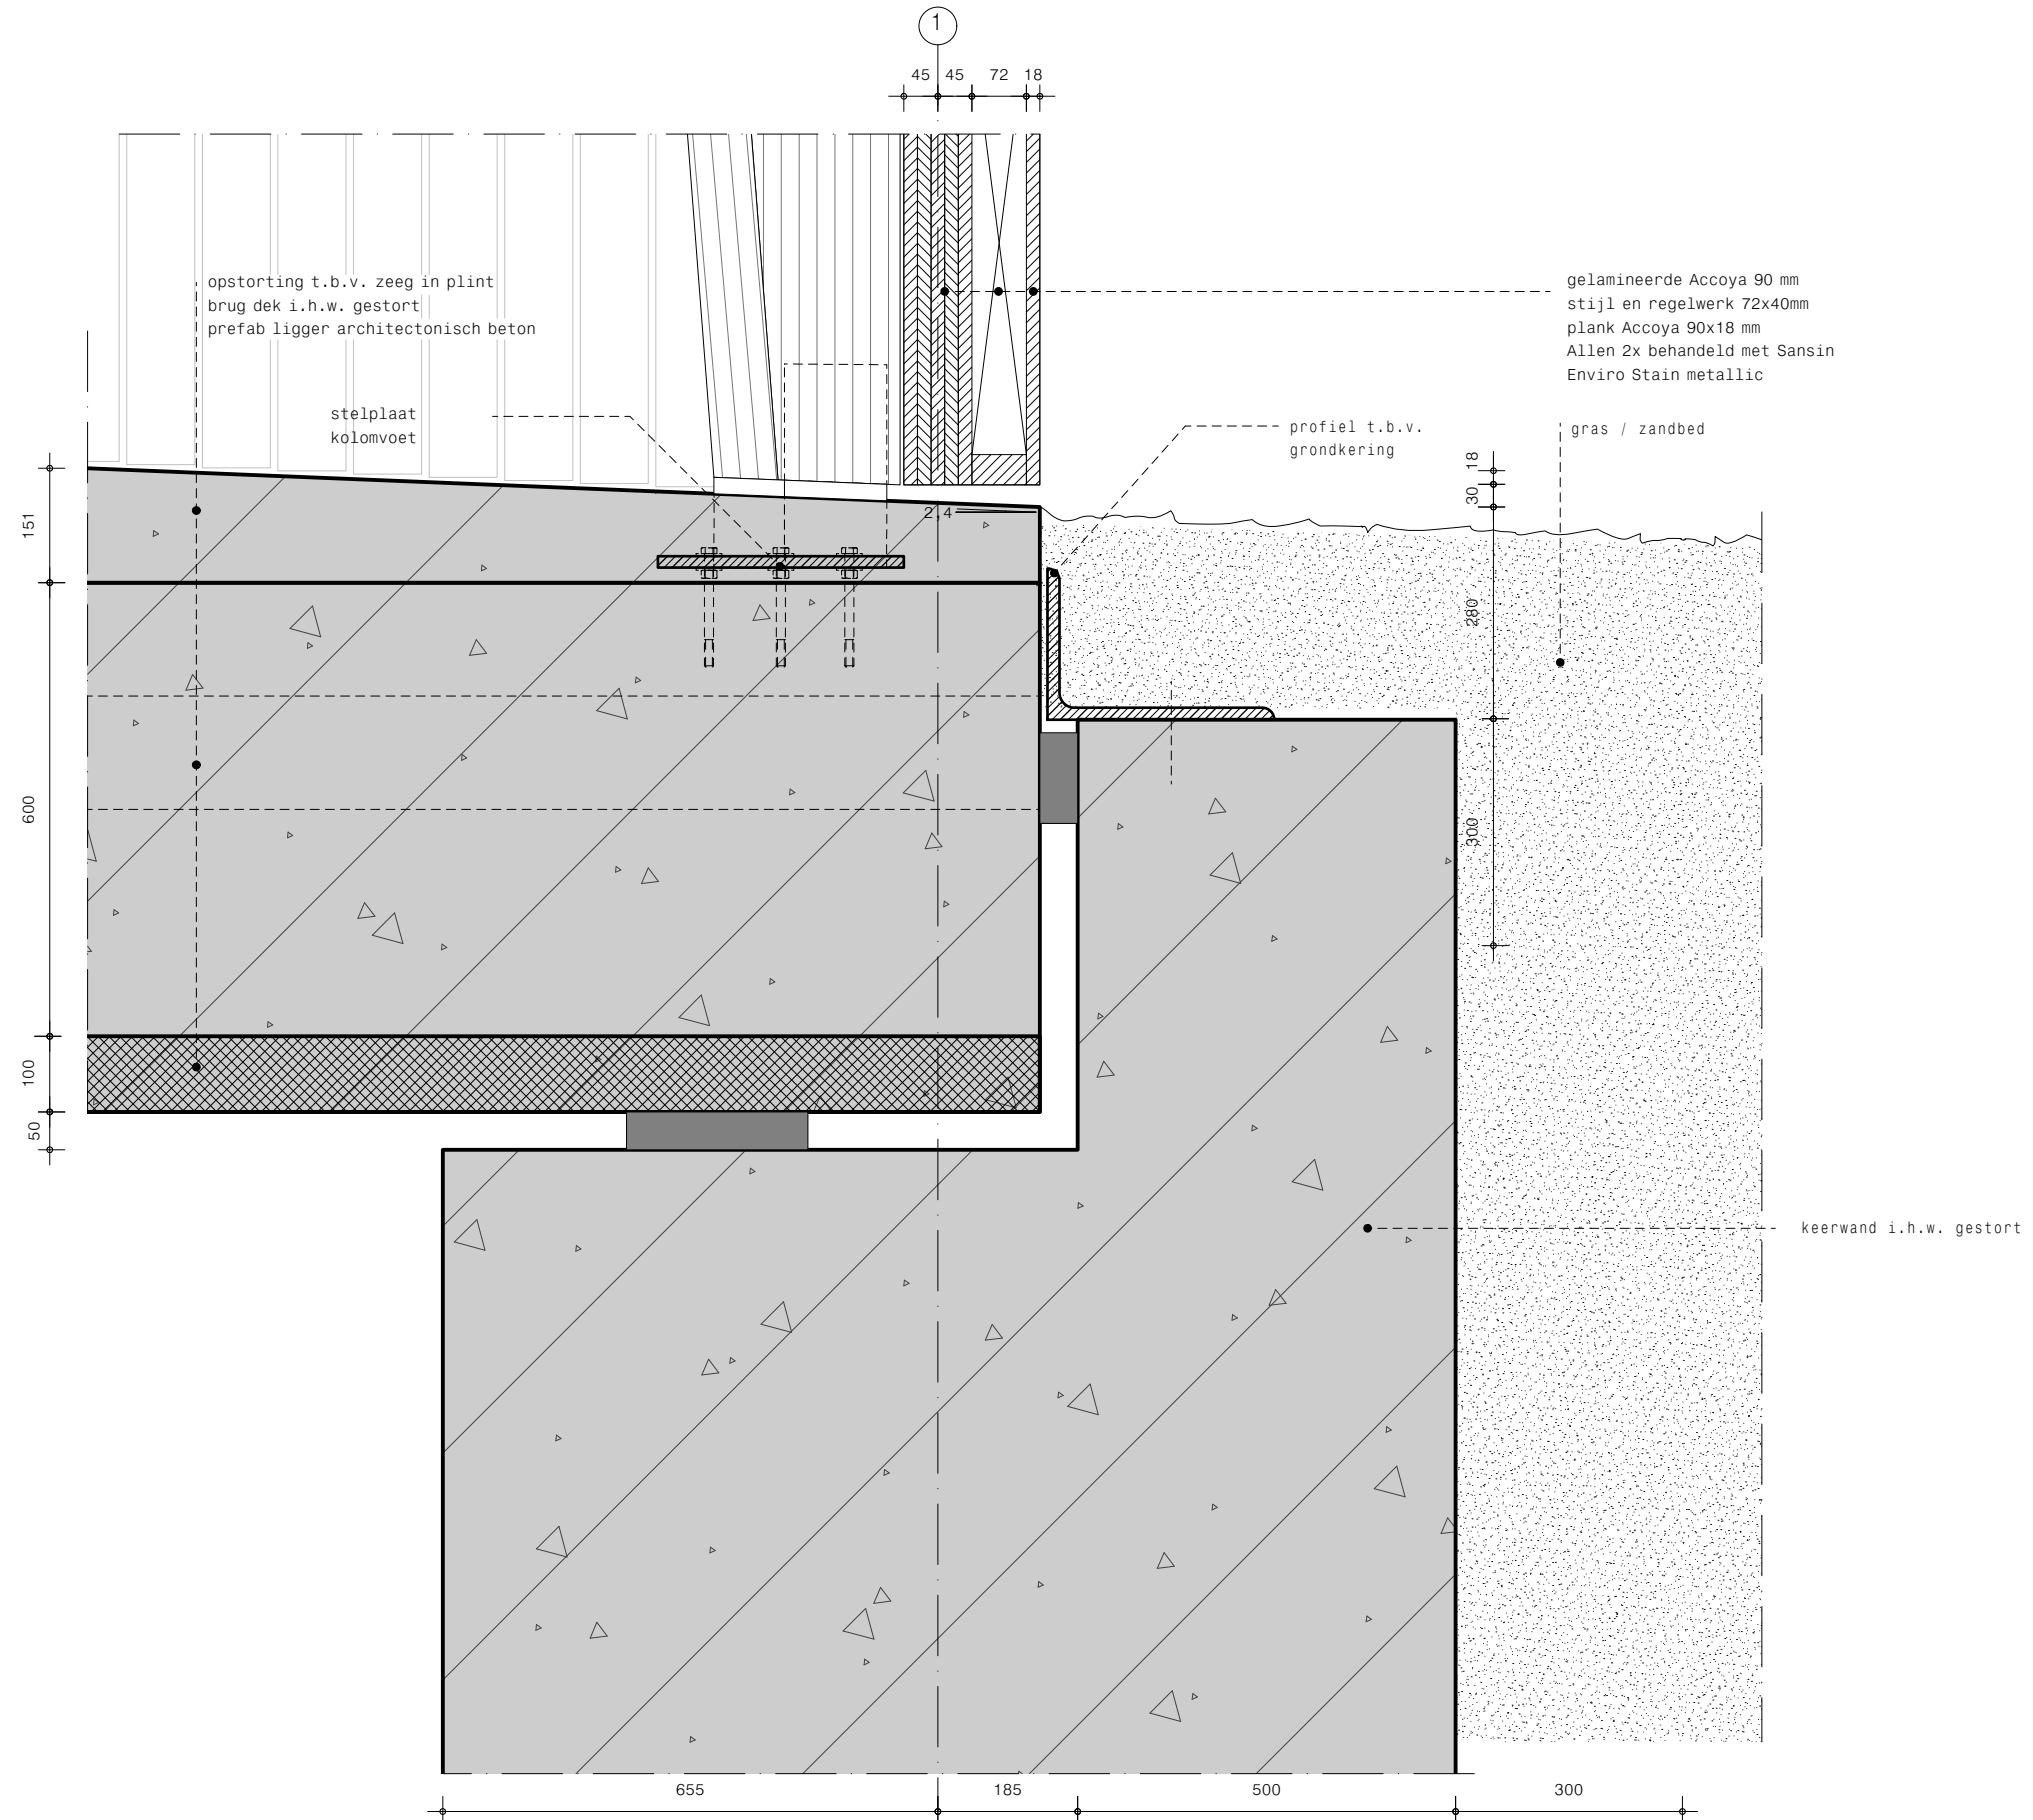 1
45 45 72 18
opstorting t.b.v. zeeg in plint
brug dek i.h.w. gestort
prefab ligger architectonisch beton
gelamineerde Accoya 90 mm
stijl en regelwerk 72x40mm
plank Accoya 90x18 mm
Allen 2x behandeld met Sansin
Enviro Stain metallic
stelplaat
kolomvoet
profiel t.b.v.
grondkering
gras / zandbed
18
30
151
2,4
280
600
300
100
50
keerwand i.h.w. gestort
655 185 500 300